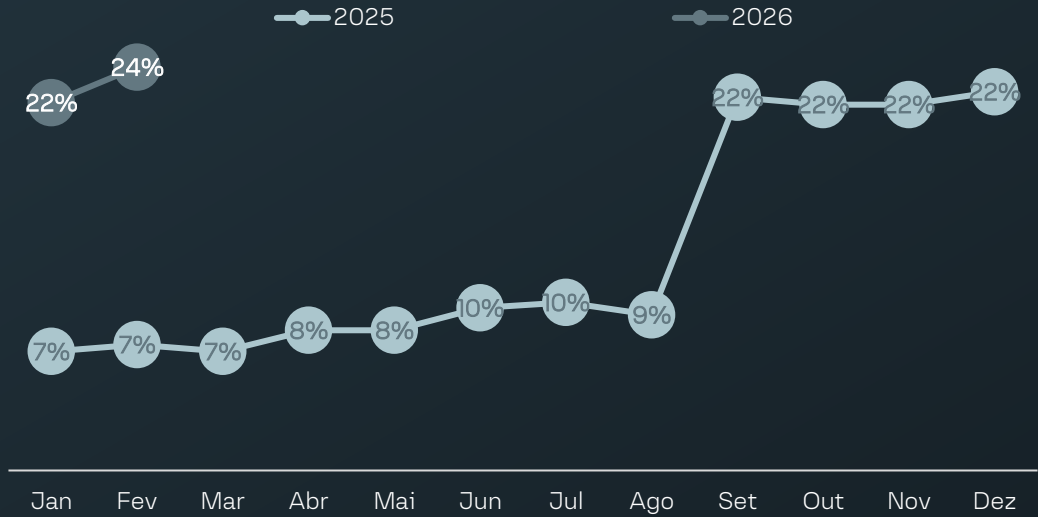 2025 2026
24%
22%
22% 22% 22% 22%
7% 7% 7% 8% 8% 10% 10% 9%
Jan Fev Mar Abr Mai Jun Jul Ago Set Out Nov Dez